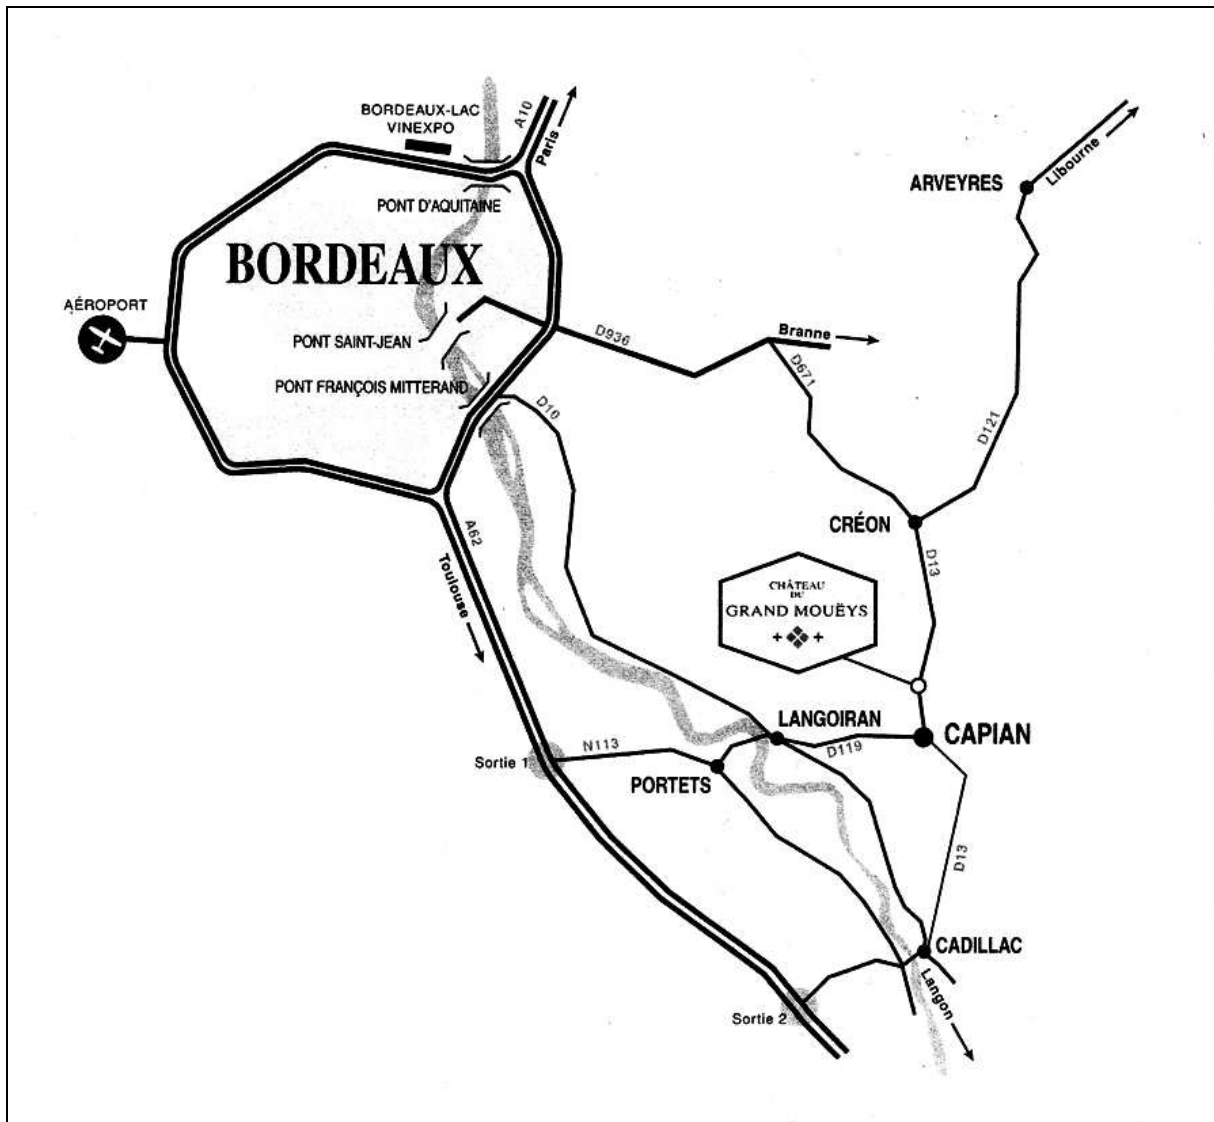 BORDEAUX-LAC
VINEXPO
A10
Paris
PONT D'AQUITAINE
BORDEAUX
AÉROPORT
PONT SAINT-JEAN
PONT FRANÇOIS MITTERAND
D936
Branne
D671
ARVEYRES
Libourne
D121
D10
CRÉON
D13
A62
Toulouse
CHÂTEAU
DU
GRAND MOUËYS
LANGOIRAN
CAPIAN
D119
N113
Sortie 1
PORTETS
D13
CADILLAC
Langon
Sortie 2